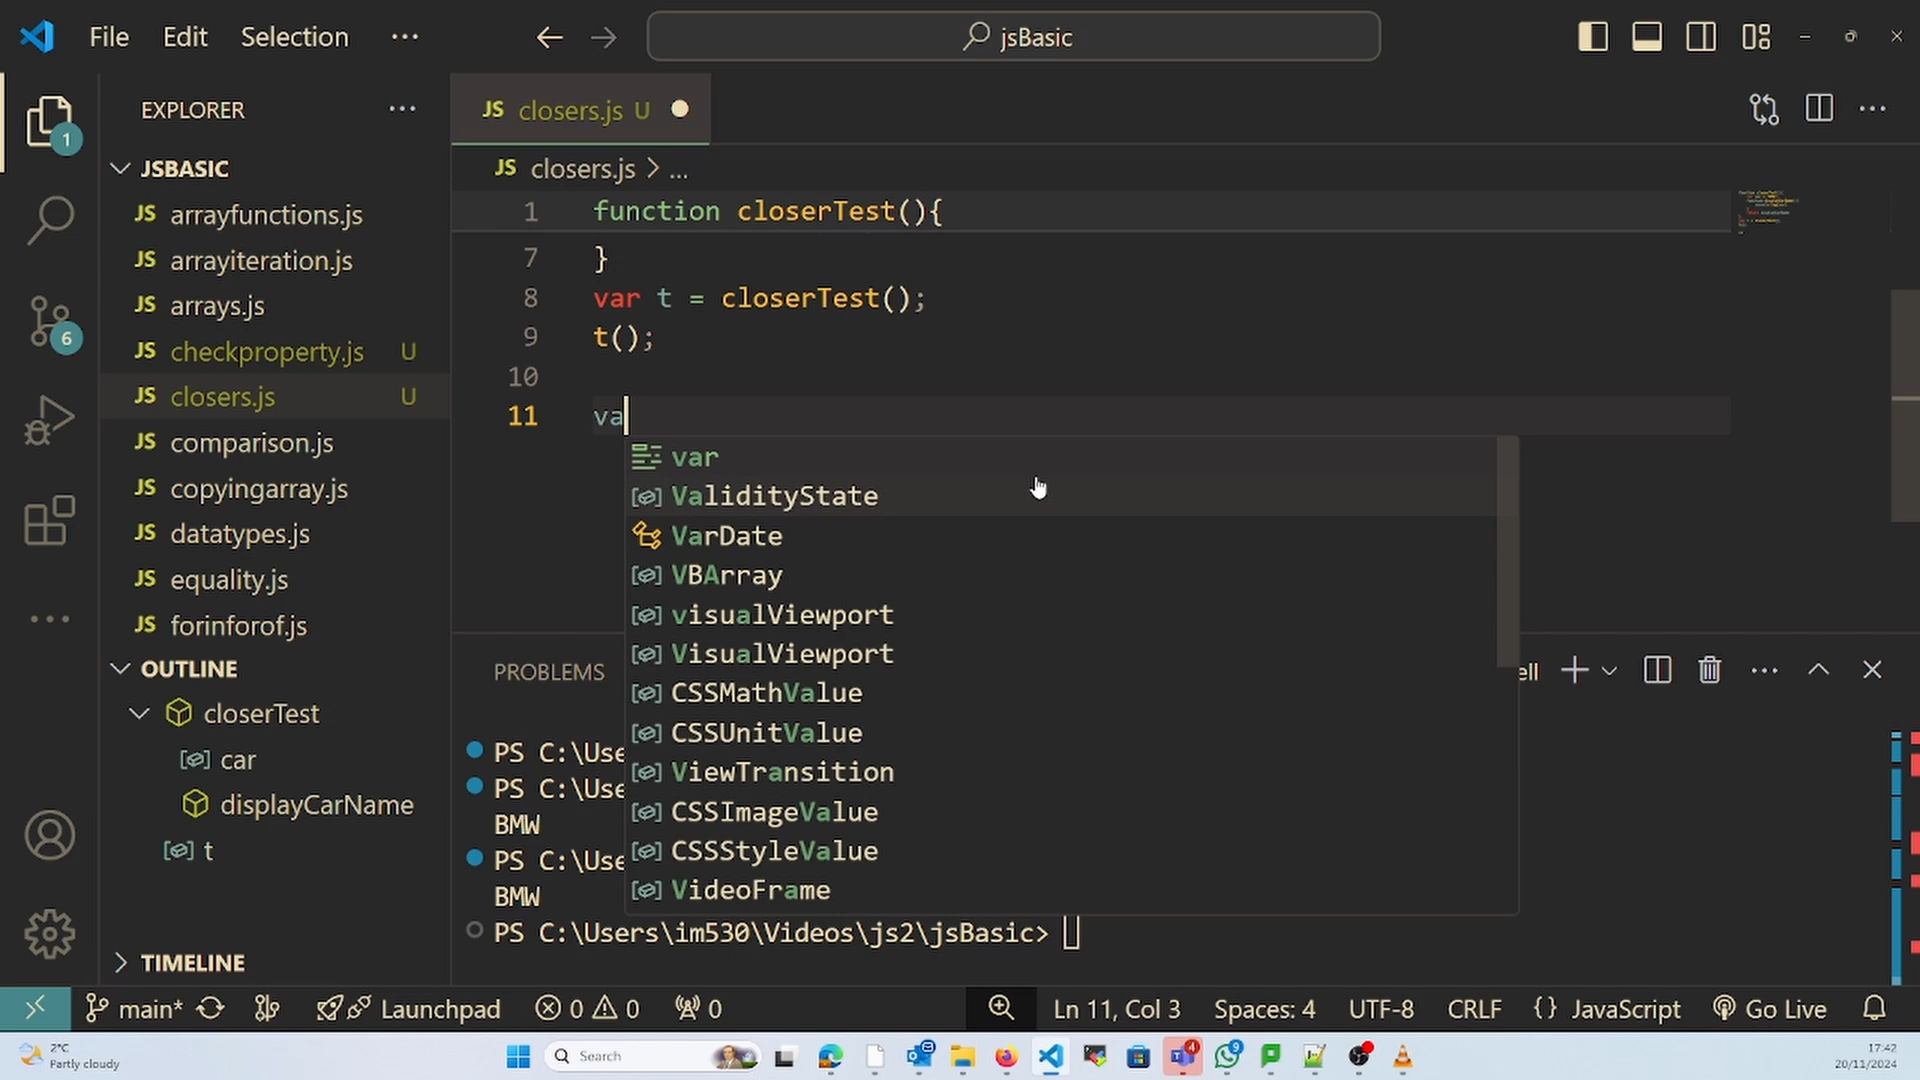 File Edit Selection ... jsBasic
EXPLORER ...
JS closers.js U
JS closers.js > ...
1
JSBASIC
JS arrayfunctions.js
JS arrayiteration.js
JS arrays.js
JS checkproperty.js U
JS closers.js U
JS comparison.js
JS copyingarray.js
JS datatypes.js
JS equality.js
JS forinforof.js
6
OUTLINE
closerTest
car
displayCarName
t
TIMELINE
1 function closerTest(){
7 }
8 var t = closerTest();
9 t();
10
11 va
var
ValidityState
VarDate
VBArray
visualViewport
VisualViewport
CSSMathValue
CSSUnitValue
ViewTransition
CSSImageValue
CSSStyleValue
VideoFrame
PROBLEMS ell
PS C:\Use
PS C:\Use
BMW
PS C:\Use
BMW
PS C:\Users\im530\Videos\js2\jsBasic>
main* Launchpad 0 0 0 Ln 11, Col 3 Spaces: 4 UTF-8 CRLF {} JavaScript Go Live
2°C
Partly cloudy
Search
4
9
17:42
20/11/2024